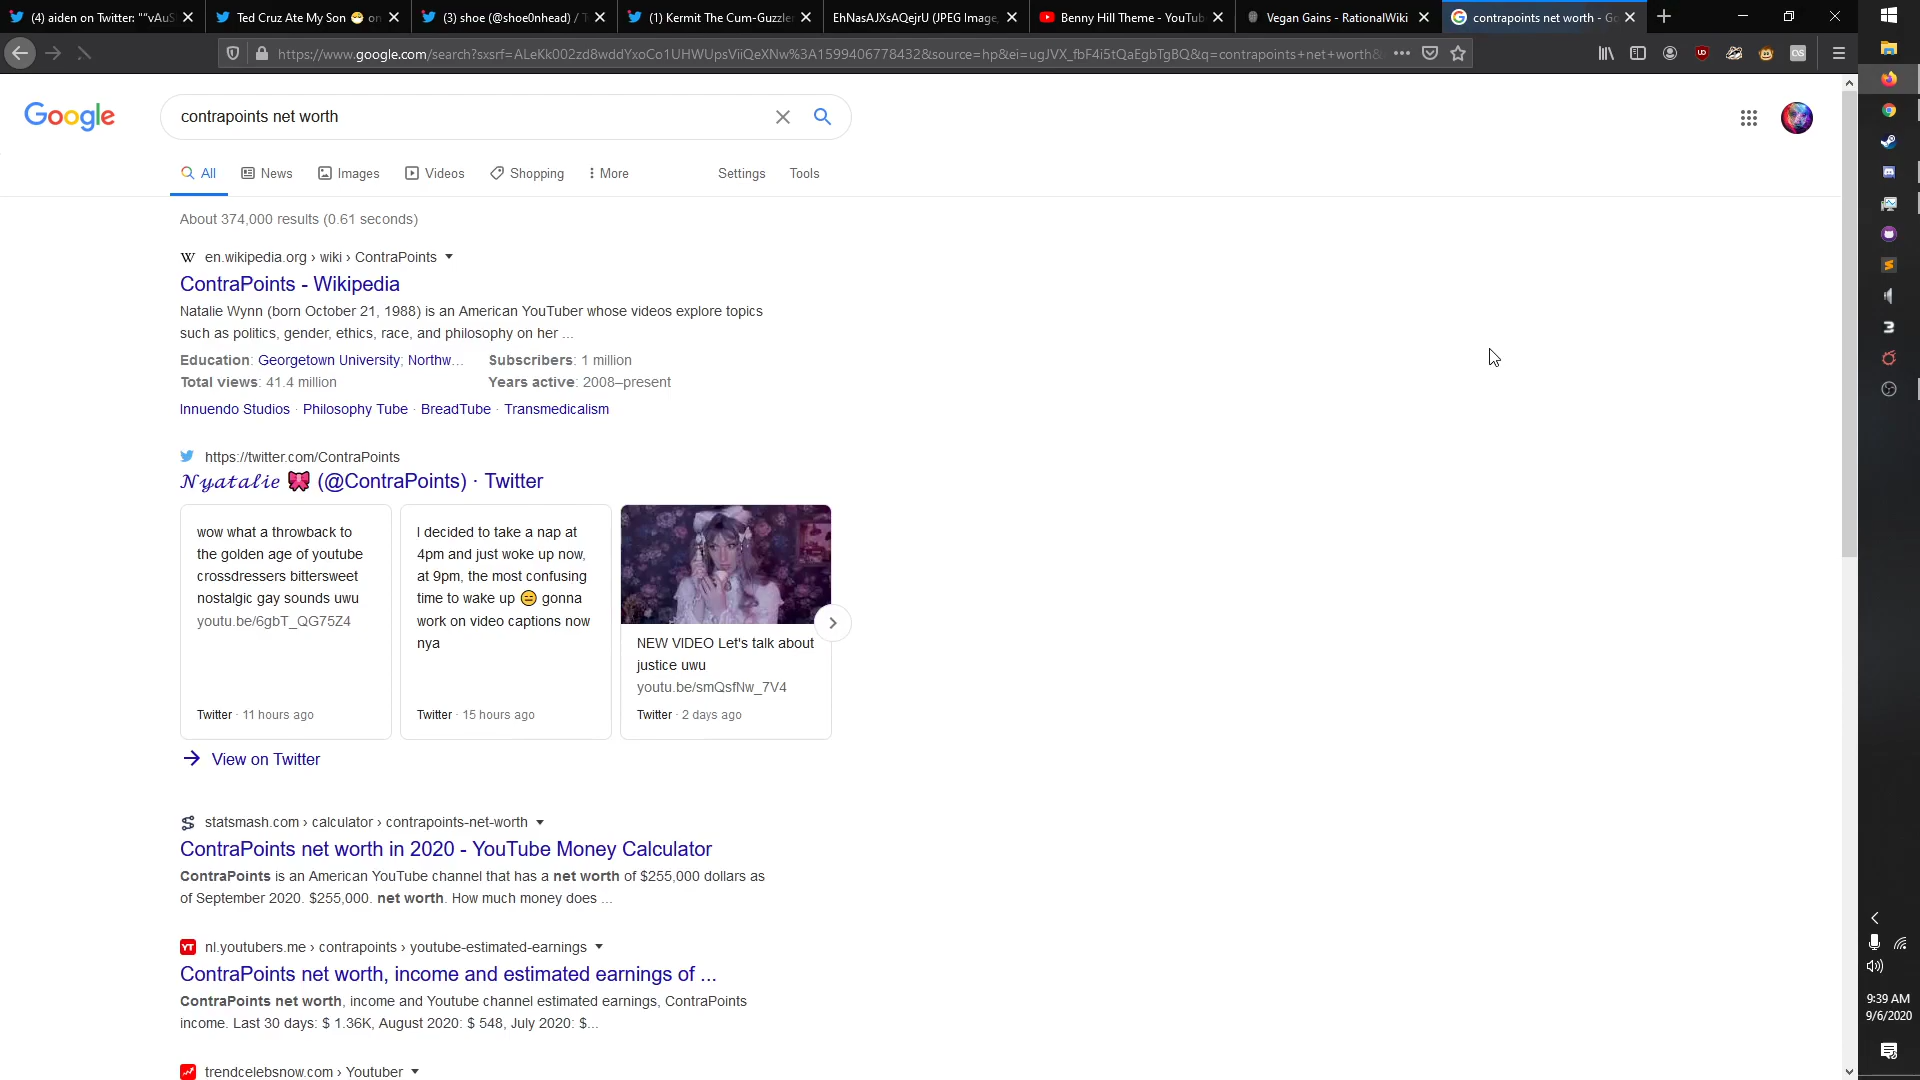 (4) aiden on Twitter: ""vAuS
Ted Cruz Ate My Son 😷 on
(3) shoe (@shoe0nhead) / T
(1) Kermit The Cum-Guzzler
EhNasAJXsAQejrU (JPEG Image,
Benny Hill Theme - YouTub
Vegan Gains - RationalWiki
contrapoints net worth - Go
https://www.google.com/search?sxsrf=ALeKk002zd8wddYxoCo1UHWUpsViiQeXNw%3A1599406778432&source=hp&ei=ugJVX_fbF4i5tQaEgbTgBQ&q=contrapoints+net+worth&
Google
contrapoints net worth
All
News
Images
Videos
Shopping
More
Settings
Tools
About 374,000 results (0.61 seconds)
W en.wikipedia.org › wiki › ContraPoints
ContraPoints - Wikipedia
Natalie Wynn (born October 21, 1988) is an American YouTuber whose videos explore topics
such as politics, gender, ethics, race, and philosophy on her ...
Education: Georgetown University; Northw... Subscribers: 1 million
Total views: 41.4 million Years active: 2008–present
Innuendo Studios · Philosophy Tube · BreadTube · Transmedicalism
https://twitter.com/ContraPoints
𝓝𝔂𝓪𝓽𝓪𝓵𝓲𝓮 🎀 (@ContraPoints) · Twitter
wow what a throwback to
the golden age of youtube
crossdressers bittersweet
nostalgic gay sounds uwu
youtu.be/6gbT_QG75Z4
Twitter · 11 hours ago
I decided to take a nap at
4pm and just woke up now,
at 9pm, the most confusing
time to wake up 😑 gonna
work on video captions now
nya
Twitter · 15 hours ago
NEW VIDEO Let's talk about
justice uwu
youtu.be/smQsfNw_7V4
Twitter · 2 days ago
View on Twitter
statsmash.com › calculator › contrapoints-net-worth
ContraPoints net worth in 2020 - YouTube Money Calculator
ContraPoints is an American YouTube channel that has a net worth of $255,000 dollars as
of September 2020. $255,000. net worth. How much money does ...
YT nl.youtubers.me › contrapoints › youtube-estimated-earnings
ContraPoints net worth, income and estimated earnings of ...
ContraPoints net worth, income and Youtube channel estimated earnings, ContraPoints
income. Last 30 days: $ 1.36K, August 2020: $ 548, July 2020: $...
trendcelebsnow.com › Youtuber
9:39 AM
9/6/2020